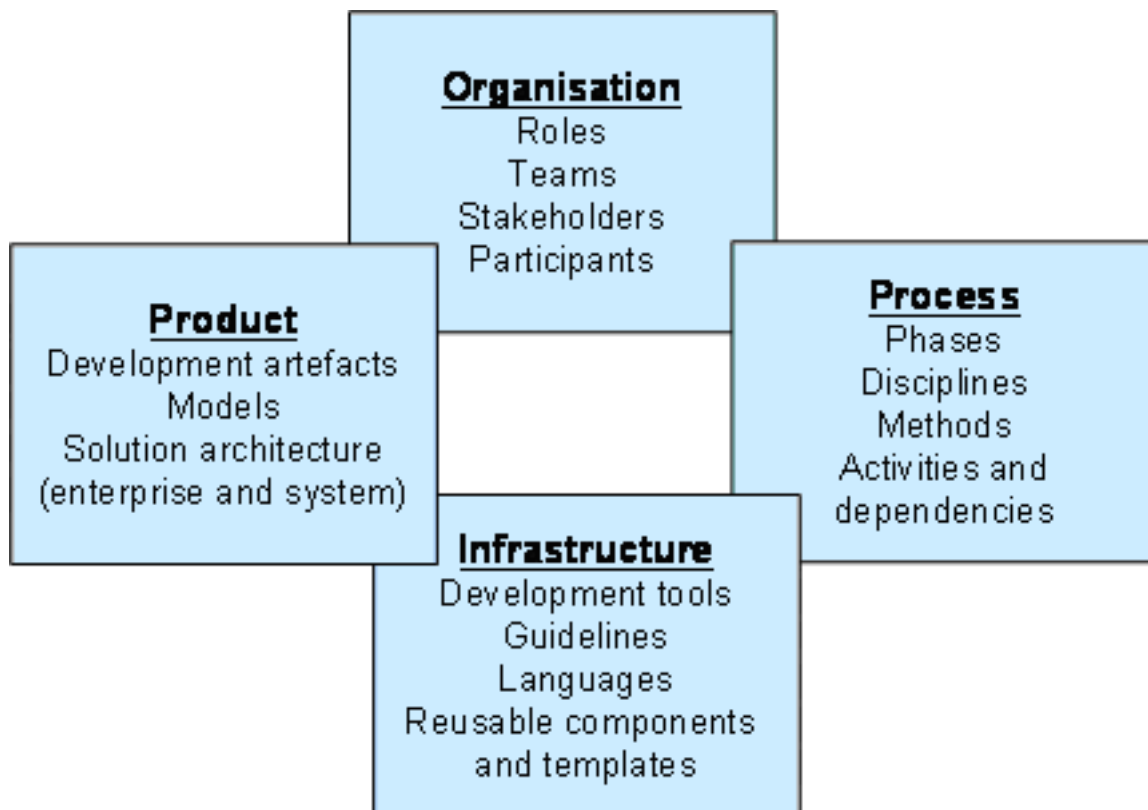 Organisation
Roles
Teams
Stakeholders
Participants
Product
Development artefacts
Models
Solution architecture
(enterprise and system)
Process
Phases
Disciplines
Methods
Activities and
dependencies
Infrastructure
Development tools
Guidelines
Languages
Reusable components
and templates